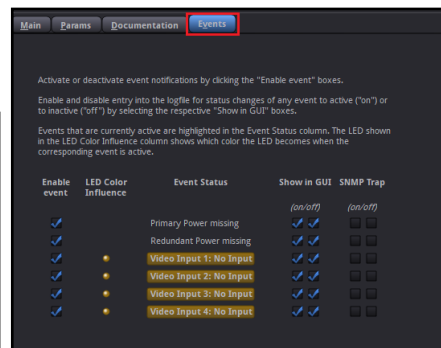 Main Params Documentation Events
Activate or deactivate event notifications by clicking the "Enable event" boxes.
Enable and disable entry into the logfile for status changes of any event to active ("on") or
to inactive ("off") by selecting the respective "Show in GUI" boxes.
Events that are currently active are highlighted in the Event Status column. The LED shown
in the LED Color Influence column shows which color the LED becomes when the
corresponding event is active.
Enable event LED Color Influence Event Status Show in GUI SNMP Trap
(on/off) (on/off)
Primary Power missing
Redundant Power missing
Video Input 1: No Input
Video Input 2: No Input
Video Input 3: No Input
Video Input 4: No Input